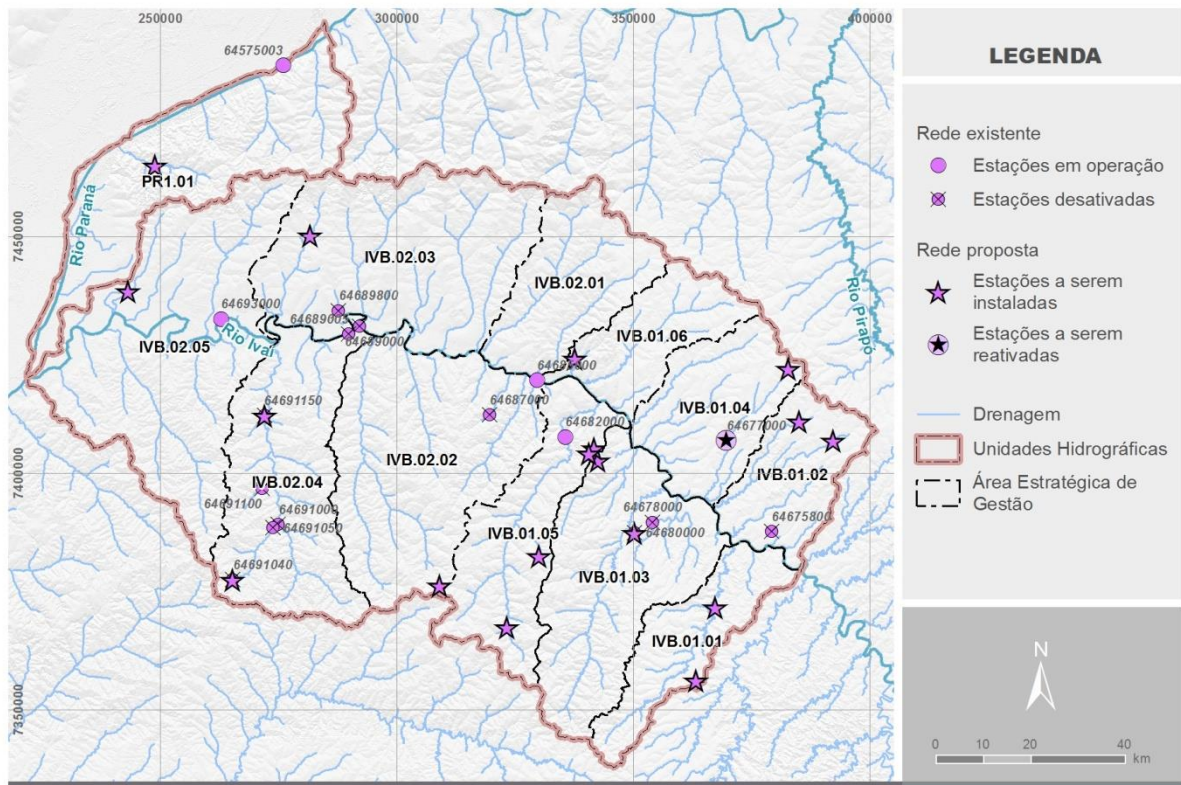 250000
300000
350000
400000
64575003
PR1.01
Rio Paraná
7450000
IVB.02.03
IVB.02.01
64689800
64693000
64689003
64689000
Rio Ivaí
IVB.02.05
IVB.01.06
Rio Pirapó
64687000
64682000
IVB.01.04
64677000
64691150
7400000
IVB.02.02
IVB.01.02
IVB.02.04
64691100
64691000
64691050
64678000
64680000
64675800
IVB.01.05
IVB.01.03
64691040
IVB.01.01
7350000
LEGENDA
Rede existente
Estações em operação
Estações desativadas
Rede proposta
Estações a serem
instaladas
Estações a serem
reativadas
Drenagem
Unidades Hidrográficas
Área Estratégica de
Gestão
N
0 10 20 40
km